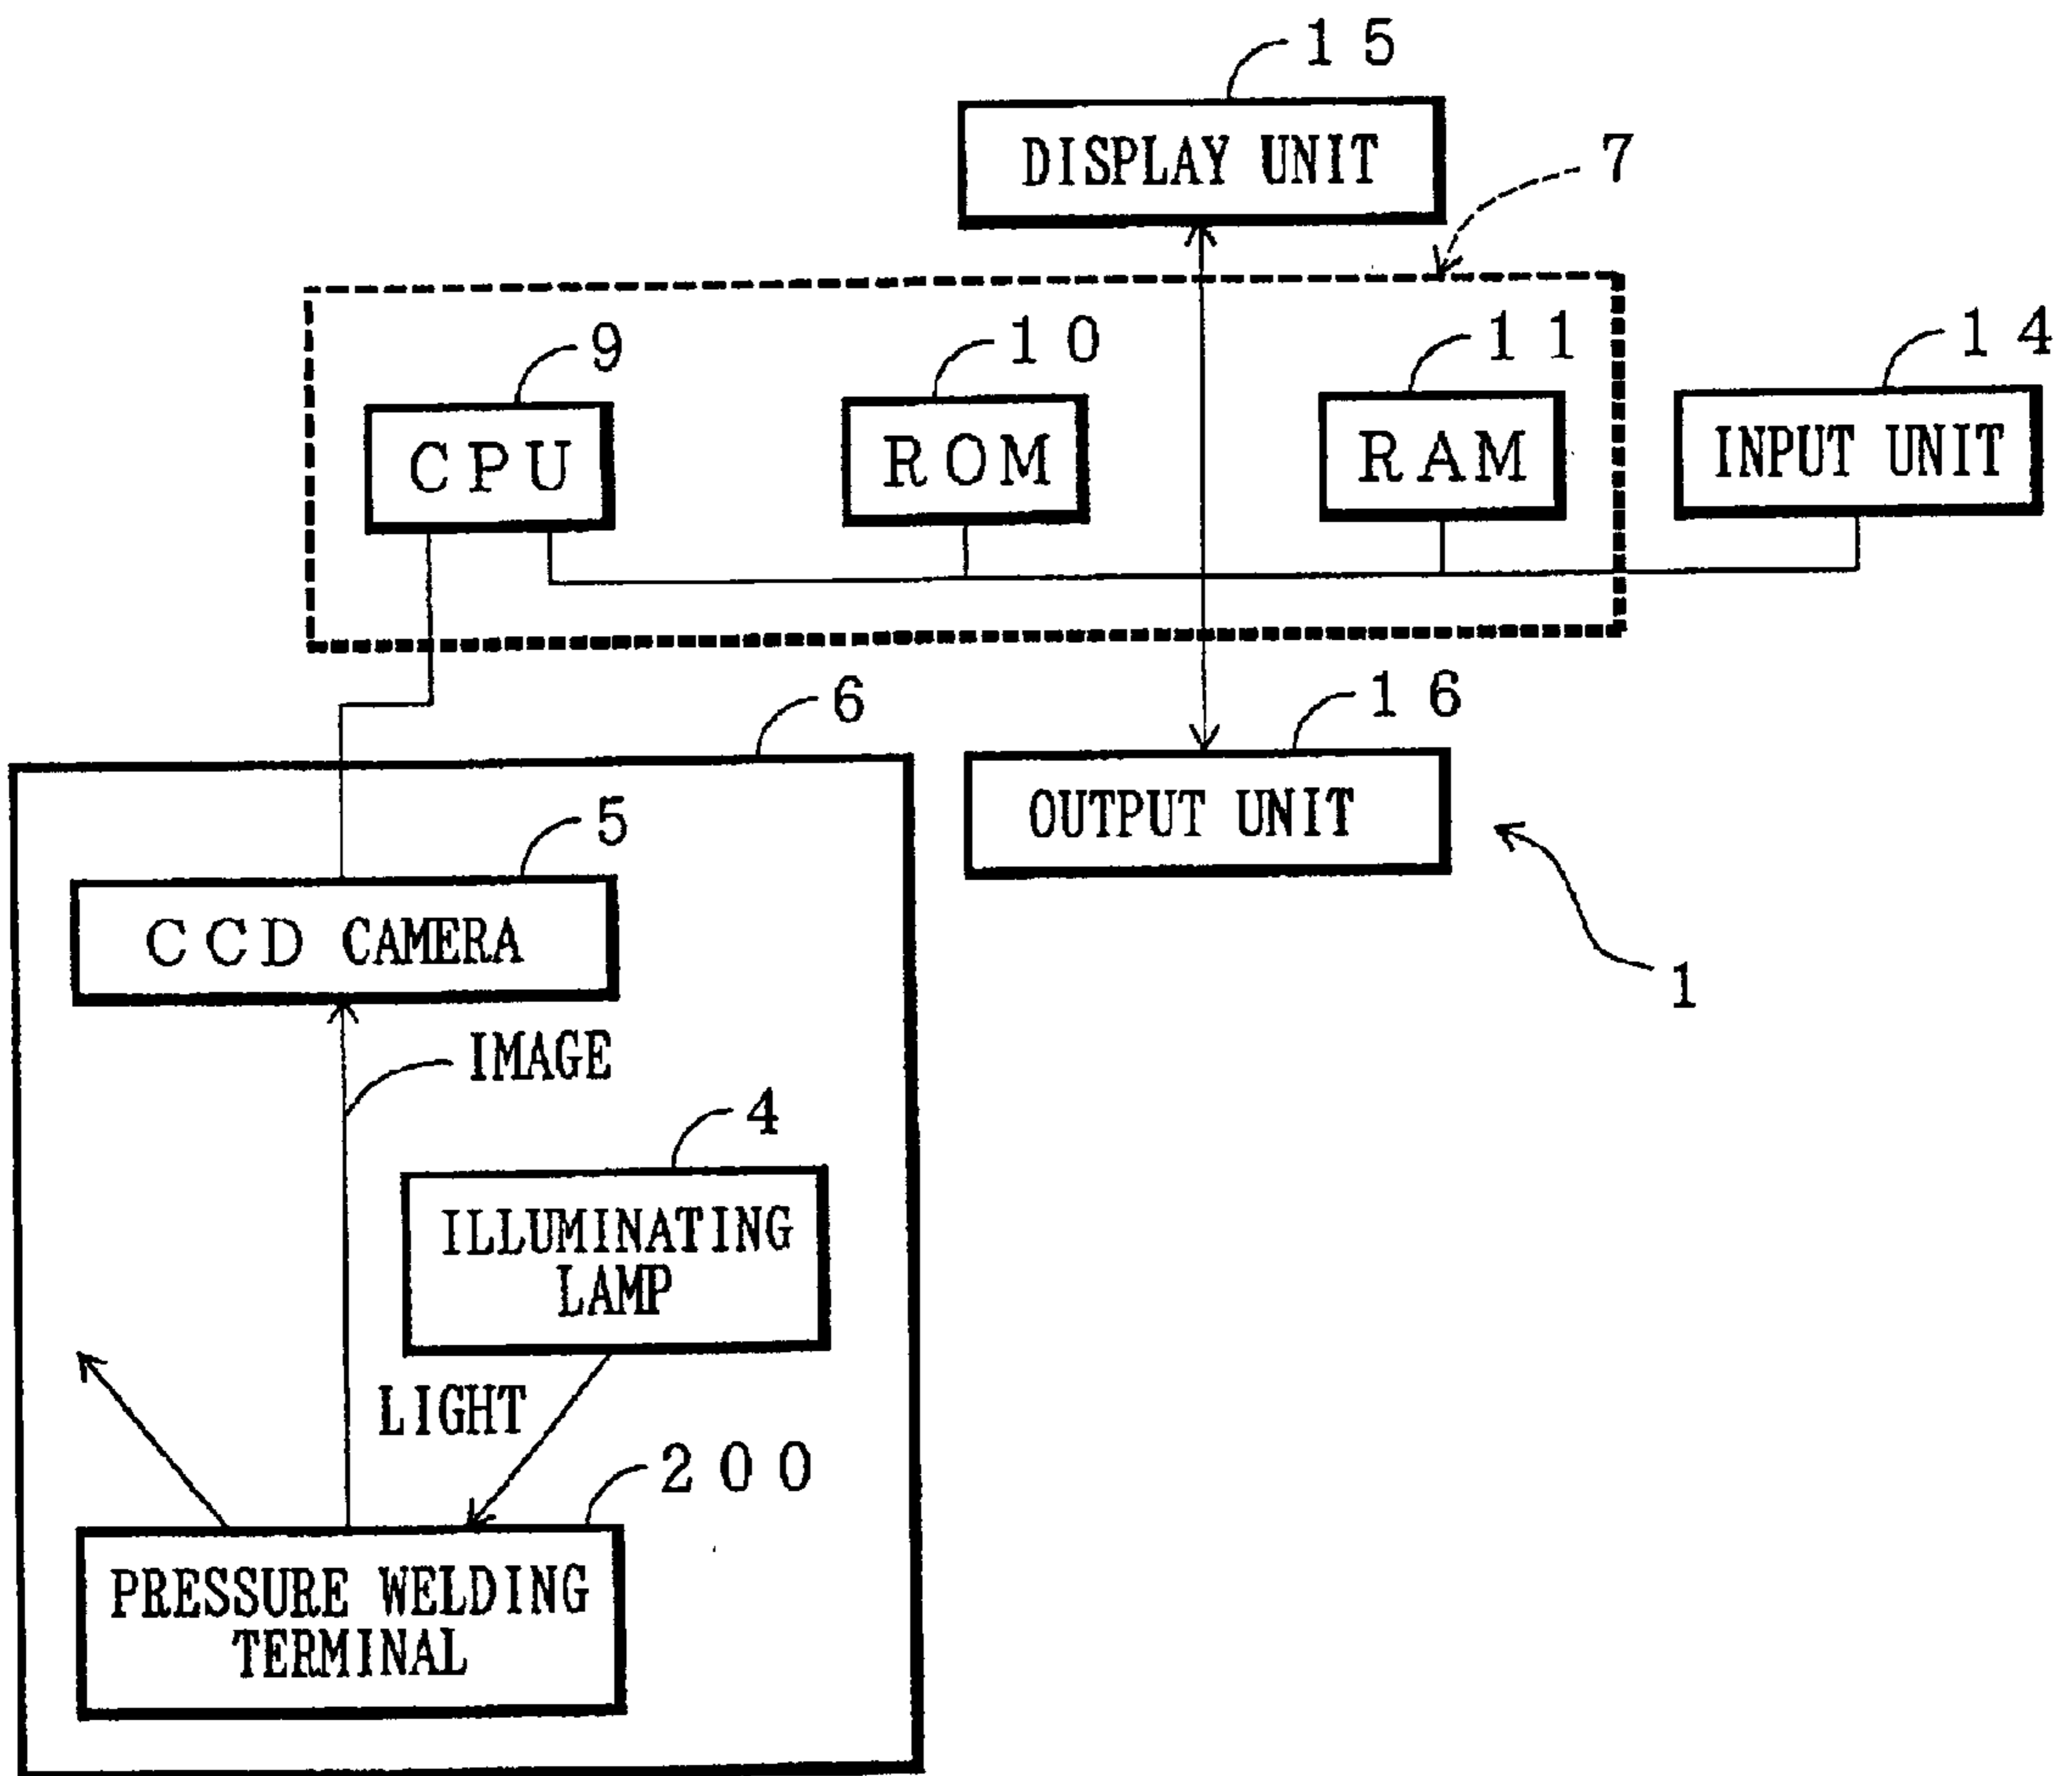 15
DISPLAY UNIT
7
9
10
11
14
CPU
ROM
RAM
INPUT UNIT
6
16
OUTPUT UNIT
5
CCD CAMERA
1
IMAGE
4
ILLUMINATING
LAMP
LIGHT
200
PRESSURE WELDING
TERMINAL